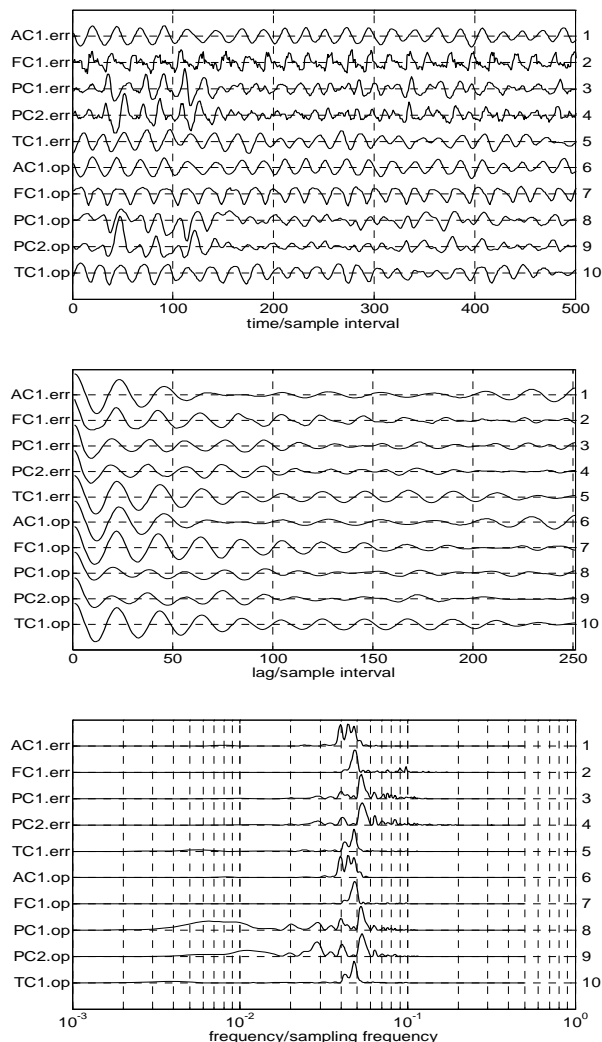 AC1.err 1
FC1.err 2
PC1.err 3
PC2.err 4
TC1.err 5
AC1.op 6
FC1.op 7
PC1.op 8
PC2.op 9
TC1.op 10
0 100 200 300 400 500
time/sample interval
AC1.err 1
FC1.err 2
PC1.err 3
PC2.err 4
TC1.err 5
AC1.op 6
FC1.op 7
PC1.op 8
PC2.op 9
TC1.op 10
0 50 100 150 200 250
lag/sample interval
AC1.err 1
FC1.err 2
PC1.err 3
PC2.err 4
TC1.err 5
AC1.op 6
FC1.op 7
PC1.op 8
PC2.op 9
TC1.op 10
10^-3 10^-2 10^-1 10^0
frequency/sampling frequency